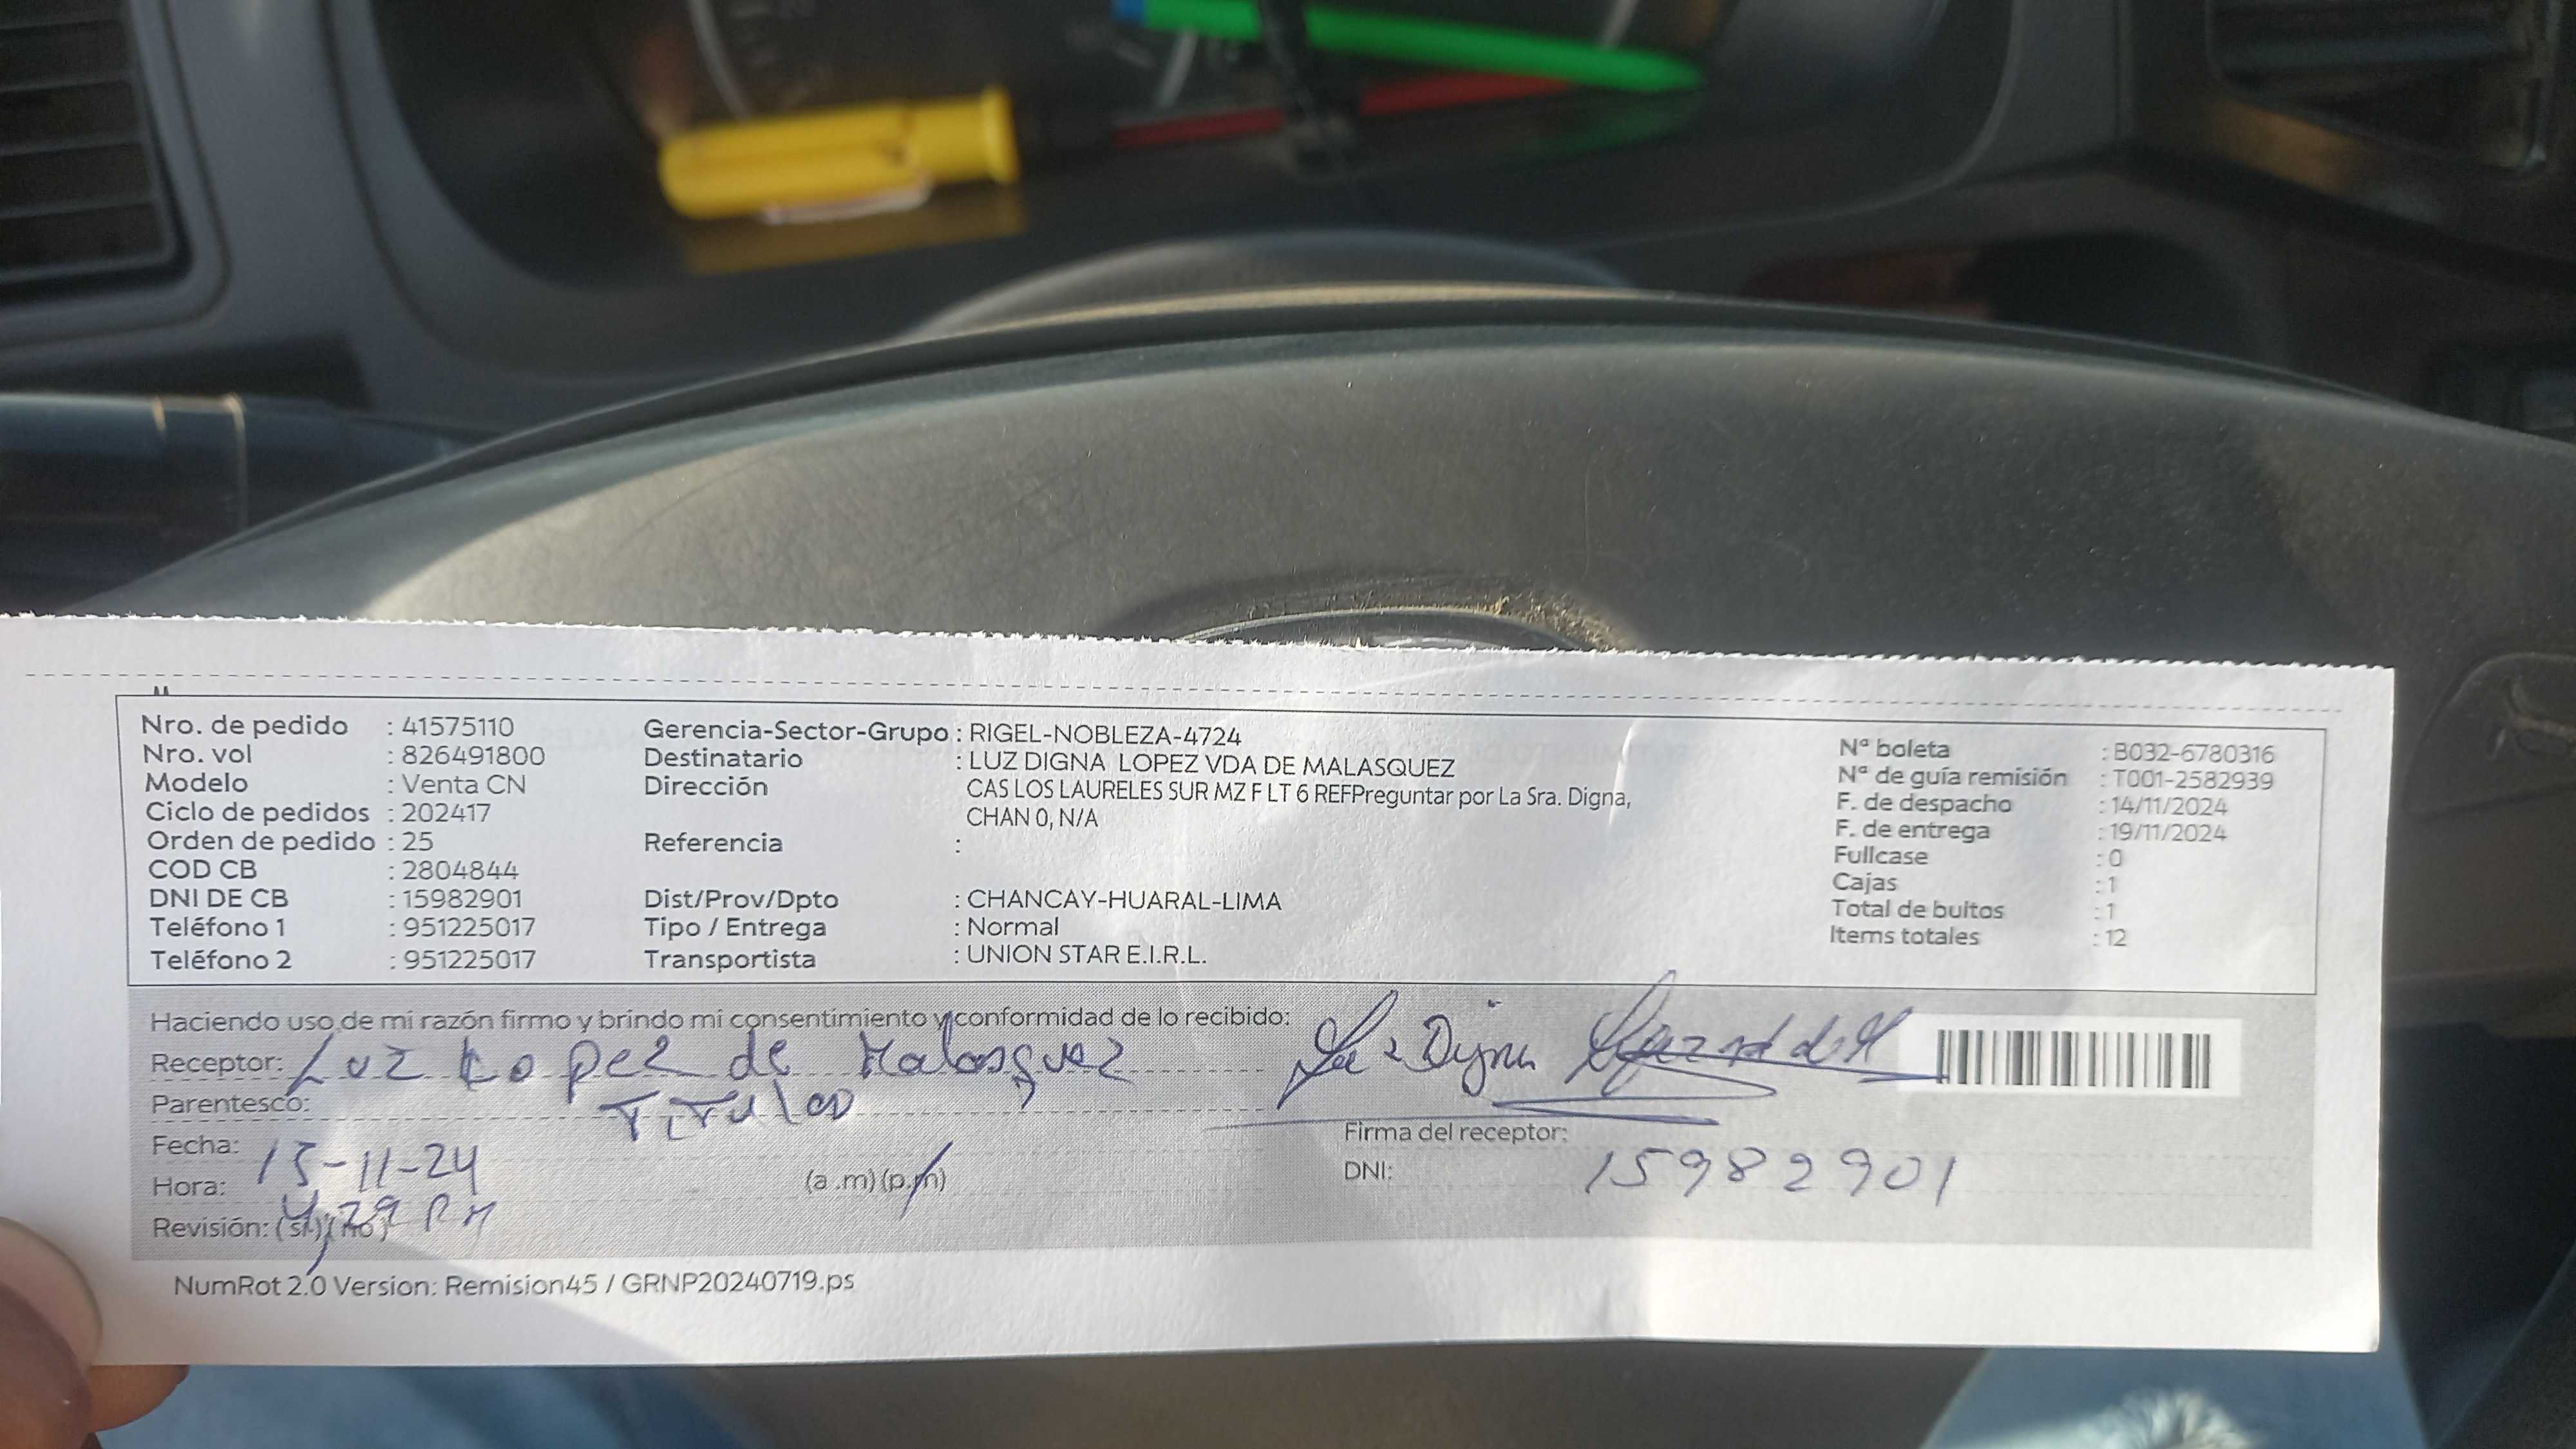 Nro. de pedido : 41575110
Nro. vol : 826491800
Modelo : Venta CN
Ciclo de pedidos : 202417
Orden de pedido : 25
COD CB : 2804844
DNI DE CB : 15982901
Teléfono 1 : 951225017
Teléfono 2 : 951225017
Gerencia-Sector-Grupo : RIGEL-NOBLEZA-4724
Destinatario : LUZ DIGNA LOPEZ VDA DE MALASQUEZ
Dirección CAS LOS LAURELES SUR MZ F LT 6 REFPreguntar por La Sra. Digna,
CHAN 0, N/A
Referencia :
Dist/Prov/Dpto : CHANCAY-HUARAL-LIMA
Tipo / Entrega : Normal
Transportista : UNION STAR E.I.R.L.
Nª boleta : B032-6780316
Nª de guía remisión : T001-2582939
F. de despacho : 14/11/2024
F. de entrega : 19/11/2024
Fullcase : 0
Cajas : 1
Total de bultos : 1
Items totales : 12
Haciendo uso de mi razón firmo y brindo mi consentimiento y conformidad de lo recibido:
Receptor: Luz Lopez de Malasquez
Parentesco: Titular
Fecha: 15-11-24
Hora: 4,29 PM (a .m) (p.m)
Revisión: (si) (no)
Digna
Firma del receptor:
DNI: 15982901
NumRot 2.0 Version: Remision45 / GRNP20240719.ps